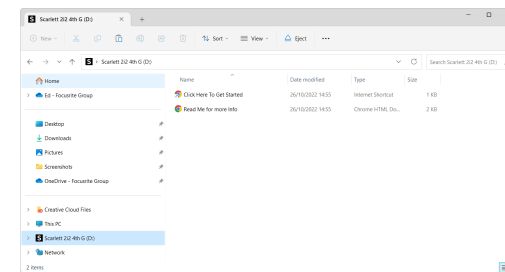 Scarlett 2i2 4th G (D:)
New
Sort
View
Eject
Scarlett 2i2 4th G (D:)
Search Scarlett 2i2 4th G (D:)
Name
Date modified
Type
Size
Home
Click Here To Get Started
26/10/2022 14:55
Internet Shortcut
1 KB
Ed - Focusrite Group
Read Me for more Info
26/10/2022 14:55
Chrome HTML Do...
2 KB
Desktop
Downloads
Pictures
Screenshots
OneDrive - Focusrite Group
Creative Cloud Files
This PC
Scarlett 2i2 4th G (D:)
Network
2 items